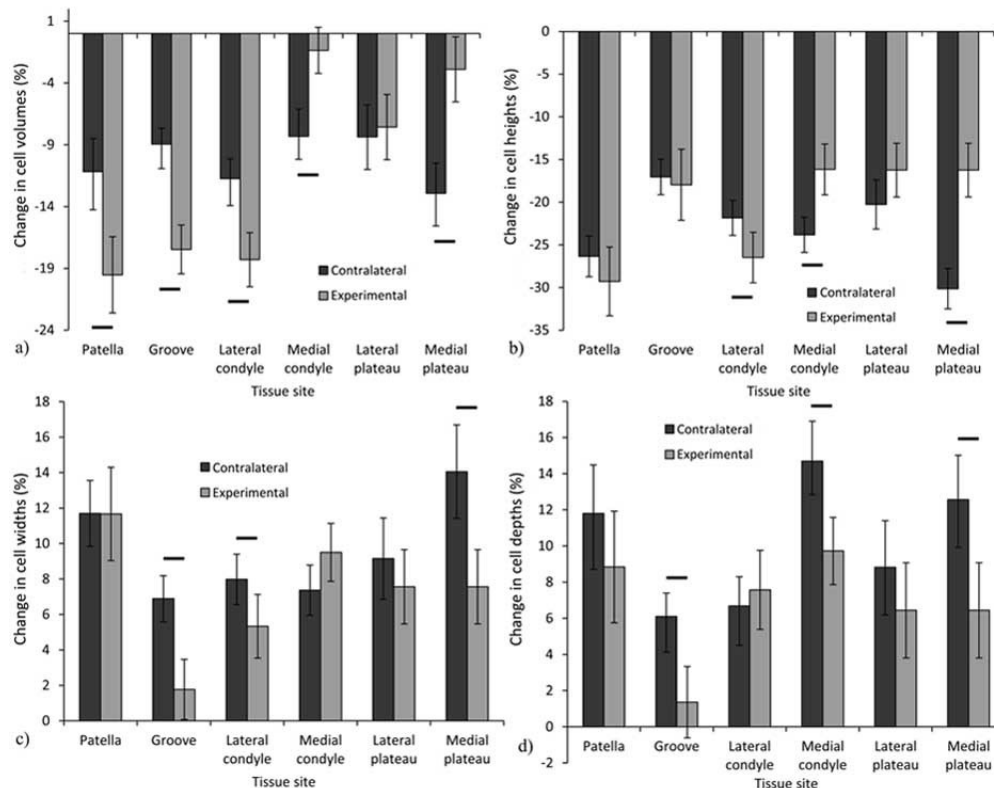 Change in cell volumes (%)
1
-4
-9
-14
-19
-24
Contralateral
Experimental
a)
Patella Groove Lateral condyle Medial condyle Lateral plateau Medial plateau
Tissue site
Change in cell heights (%)
0
-5
-10
-15
-20
-25
-30
-35
Contralateral
Experimental
b)
Patella Groove Lateral condyle Medial condyle Lateral plateau Medial plateau
Tissue site
Change in cell widths (%)
18
16
14
12
10
8
6
4
2
0
Contralateral
Experimental
c)
Patella Groove Lateral condyle Medial condyle Lateral plateau Medial plateau
Tissue site
Change in cell depths (%)
18
16
14
12
10
8
6
4
2
0
-2
Contralateral
Experimental
d)
Patella Groove Lateral condyle Medial condyle Lateral plateau Medial plateau
Tissue site